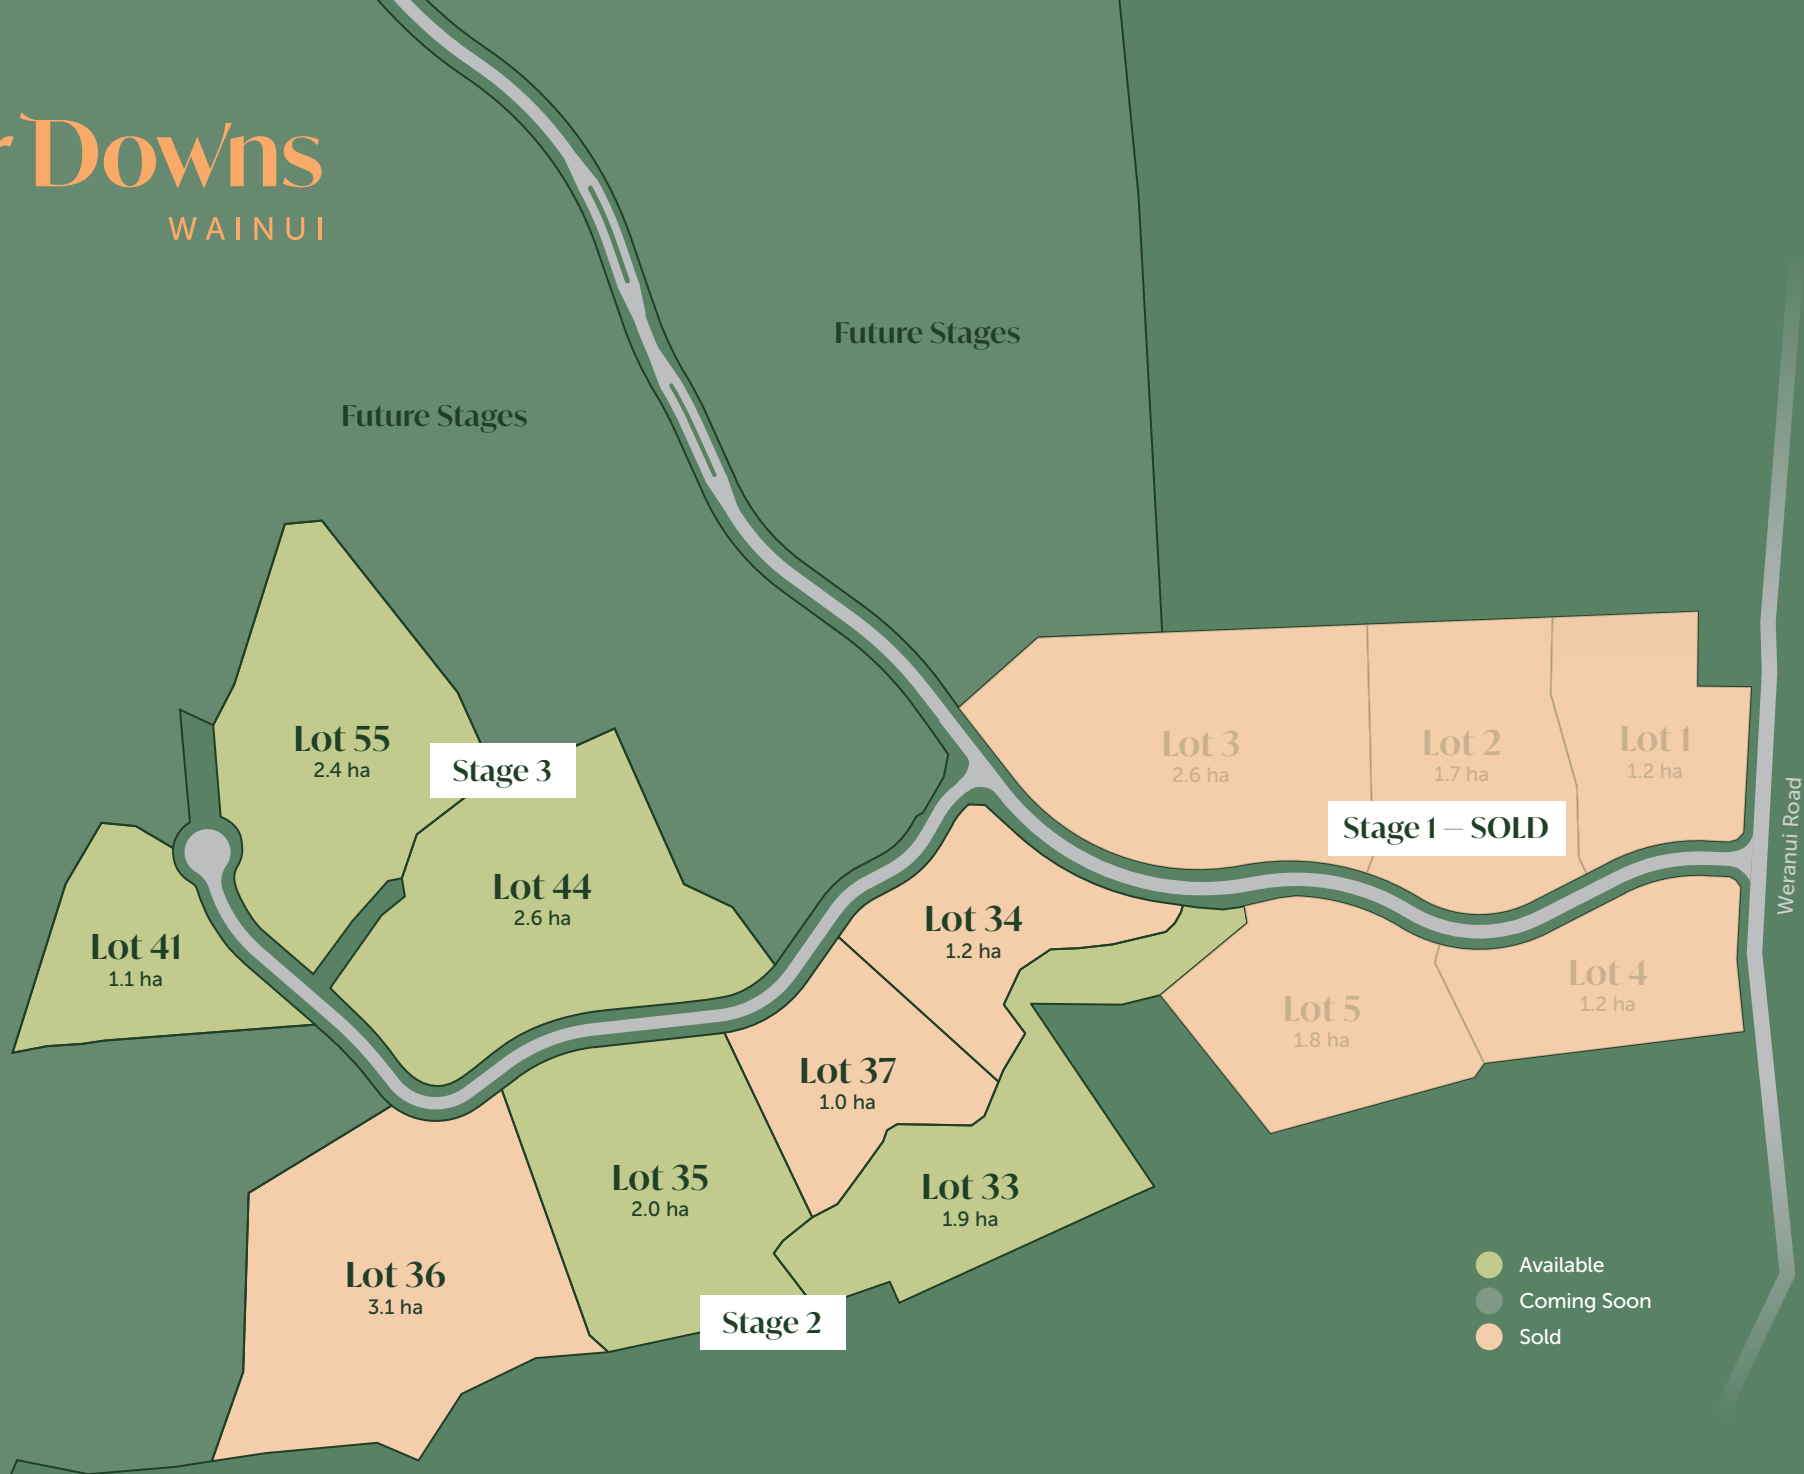 Downs
WAINUI
Future Stages
Future Stages
Lot 55
2.4 ha
Stage 3
Lot 44
2.6 ha
Lot 41
1.1 ha
Lot 3
2.6 ha
Lot 2
1.7 ha
Lot 1
1.2 ha
Stage 1 – SOLD
Weranui Road
Lot 34
1.2 ha
Lot 5
1.8 ha
Lot 4
1.2 ha
Lot 37
1.0 ha
Lot 35
2.0 ha
Lot 33
1.9 ha
Lot 36
3.1 ha
Stage 2
Available
Coming Soon
Sold